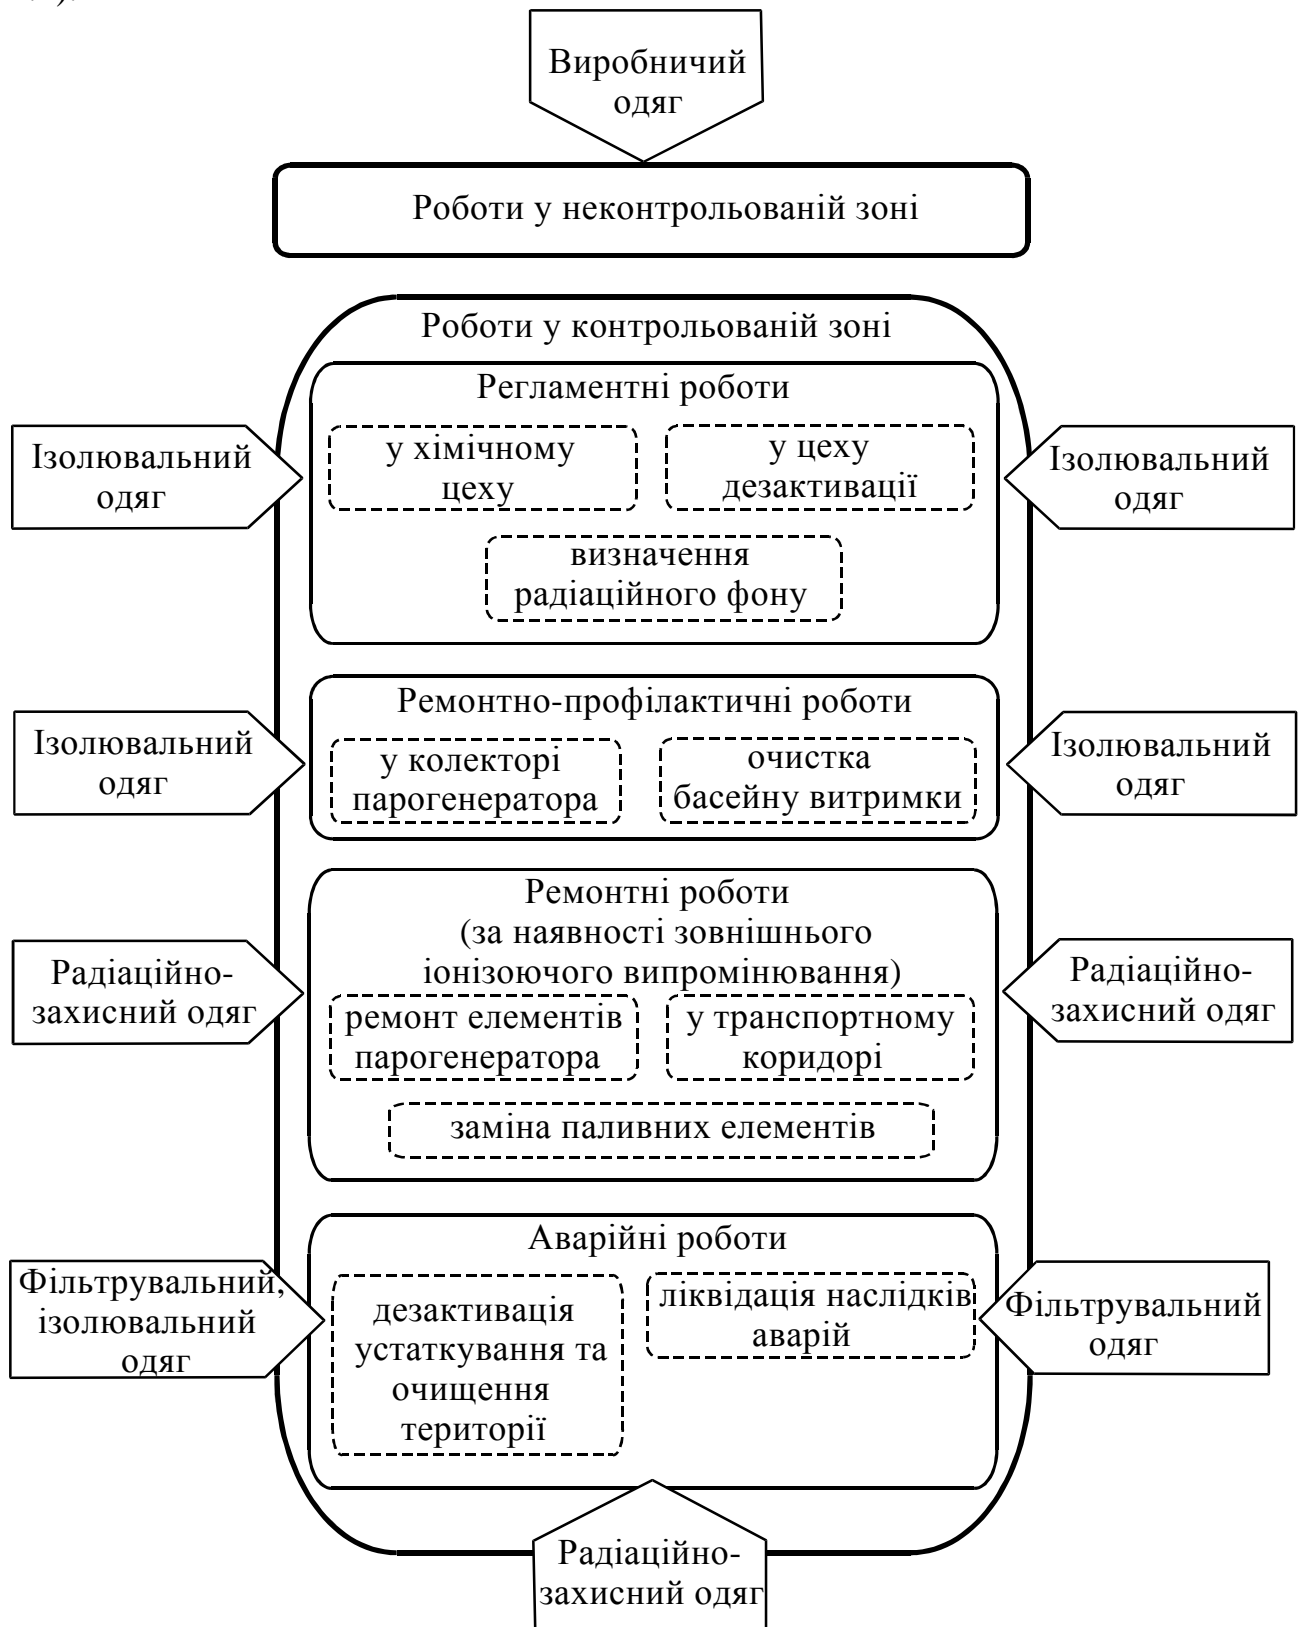 Виробничий
одяг
Роботи у неконтрольованій зоні
Роботи у контрольованій зоні
Регламентні роботи
Ізолювальний
одяг
у хімічному
цеху
у цеху
дезактивації
Ізолювальний
одяг
визначення
радіаційного фону
Ремонтно-профілактичні роботи
Ізолювальний
одяг
у колекторі
парогенератора
очистка
басейну витримки
Ізолювальний
одяг
Ремонтні роботи
(за наявності зовнішнього
іонізоючого випромінювання)
Радіаційно-
захисний одяг
ремонт елементів
парогенератора
у транспортному
коридорі
Радіаційно-
захисний одяг
заміна паливних елементів
Аварійні роботи
Фільтрувальний,
ізолювальний
одяг
дезактивація
устаткування та
очищення
території
ліквідація наслідків
аварій
Фільтрувальний
одяг
Радіаційно-
захисний одяг